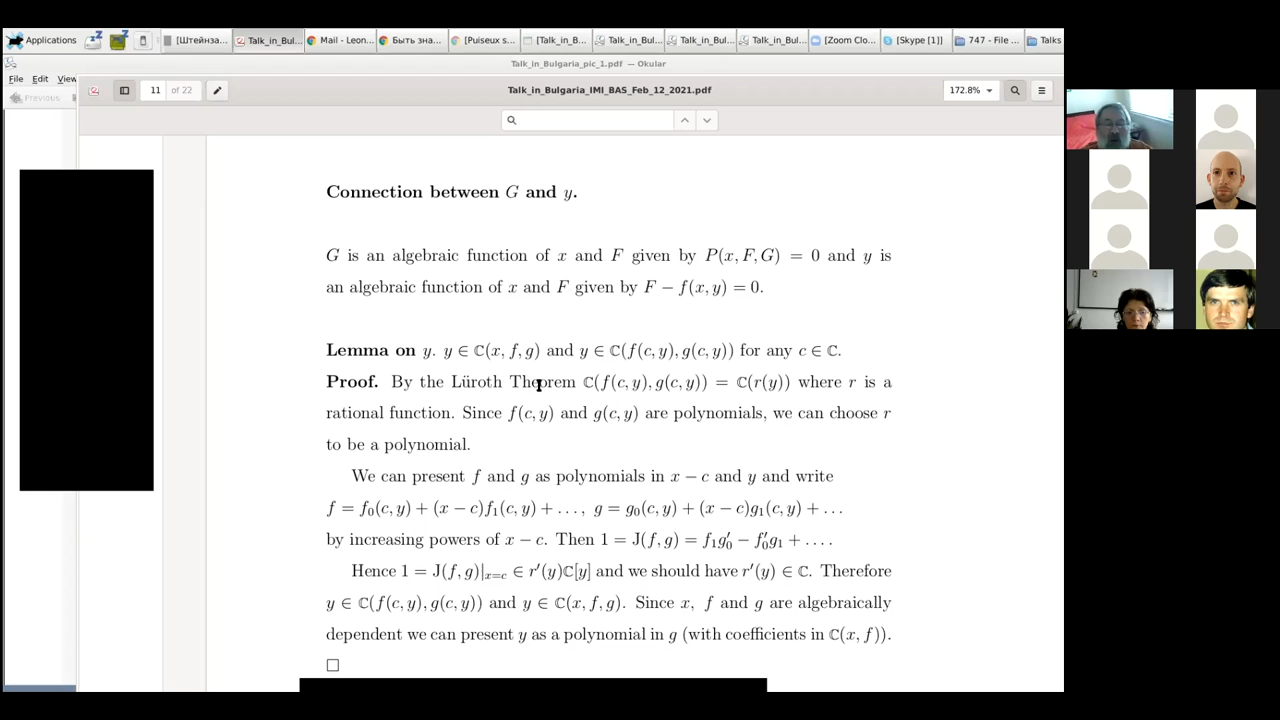 Applications
[Штейнза...
Talk_in_Bul...
Mail - Leon...
Быть зна...
[Puiseux s...
[Talk_in_B...
Talk_in_Bul...
Talk_in_Bul...
Talk_in_Bul...
[Zoom Clo...
[Skype [1]]
747 - File ...
Talks
Talk_in_Bulgaria_pic_1.pdf — Okular
File Edit View
Previous
11 of 22
Talk_in_Bulgaria_IMI_BAS_Feb_12_2021.pdf
172.8%
Connection between G and y.
G is an algebraic function of x and F given by P(x, F, G) = 0 and y is
an algebraic function of x and F given by F − f(x, y) = 0.
Lemma on y. y ∈ ℂ(x, f, g) and y ∈ ℂ(f(c, y), g(c, y)) for any c ∈ ℂ.
Proof. By the Lüroth Theorem ℂ(f(c, y), g(c, y)) = ℂ(r(y)) where r is a
rational function. Since f(c, y) and g(c, y) are polynomials, we can choose r
to be a polynomial.
We can present f and g as polynomials in x − c and y and write
f = f₀(c, y) + (x − c)f₁(c, y) + . . . , g = g₀(c, y) + (x − c)g₁(c, y) + . . .
by increasing powers of x − c. Then 1 = J(f, g) = f₁g₀′ − f₀′g₁ + . . . .
Hence 1 = J(f, g)|ₓ₌c ∈ r′(y)ℂ[y] and we should have r′(y) ∈ ℂ. Therefore
y ∈ ℂ(f(c, y), g(c, y)) and y ∈ ℂ(x, f, g). Since x, f and g are algebraically
dependent we can present y as a polynomial in g (with coefficients in ℂ(x, f)).
□